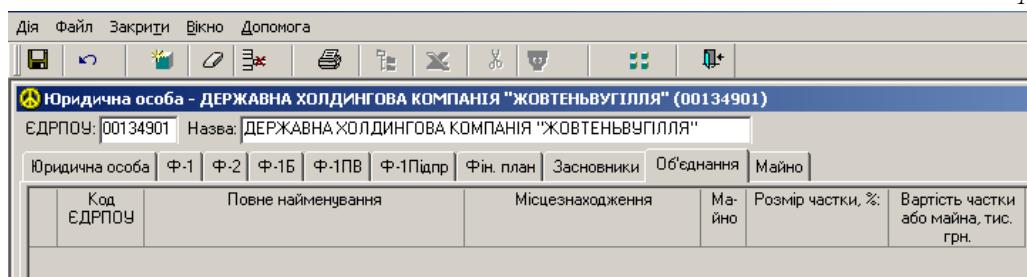 Дія Файл Закрити Вікно Допомога
Юридична особа - ДЕРЖАВНА ХОЛДИНГОВА КОМПАНІЯ "ЖОВТЕНЬВУГІЛЛЯ" (00134901)
ЄДРПОУ: 00134901 Назва: ДЕРЖАВНА ХОЛДИНГОВА КОМПАНІЯ "ЖОВТЕНЬВУГІЛЛЯ"
Юридична особа Ф-1 Ф-2 Ф-1Б Ф-1ПВ Ф-1Підпр Фін. план Засновники Об'єднання Майно
Код Повне найменування Місцезнаходження Ма- Розмір частки, %: Вартість частки
ЄДРПОУ йно або майна, тис.
грн.